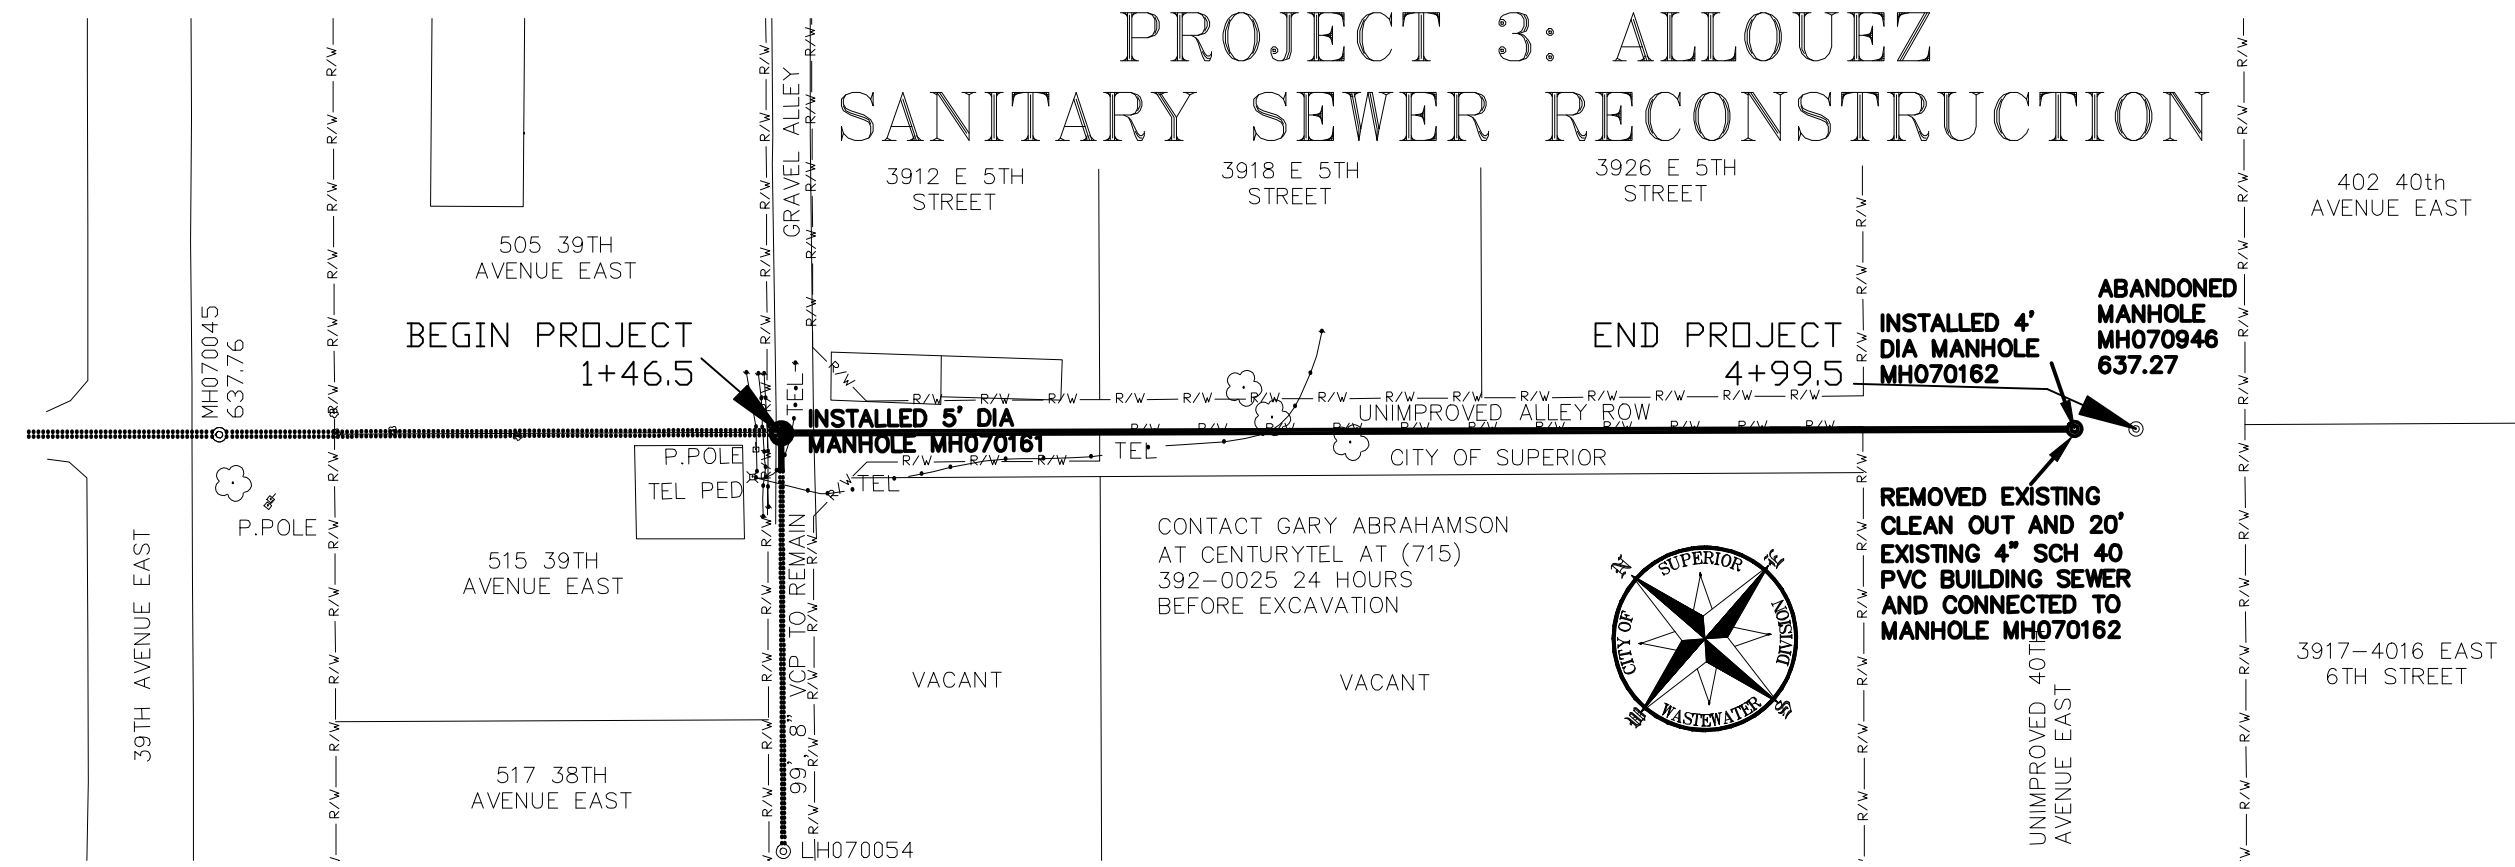 PROJECT 3: ALLOUEZ
SANITARY SEWER RECONSTRUCTION
3912 E 5TH
STREET
3918 E 5TH
STREET
3926 E 5TH
STREET
402 40th
AVENUE EAST
GRAVEL ALLEY
505 39TH
AVENUE EAST
MH070045
637.76
BEGIN PROJECT
1+46.5
END PROJECT
4+99.5
INSTALLED 4' 
DIA MANHOLE
MH070162
ABANDONED
MANHOLE
MH070946
637.27
R/W
TEL
INSTALLED 5' DIA
MANHOLE MH070161
UNIMPROVED ALLEY ROW
R/W
TEL
CITY OF SUPERIOR
P.POLE
TEL PED
TEL
P.POLE
REMOVED EXISTING
CLEAN OUT AND 20'
EXISTING 4" SCH 40
PVC BUILDING SEWER
AND CONNECTED TO
MANHOLE MH070162
CONTACT GARY ABRAHAMSON
AT CENTURYTEL AT (715)
392-0025 24 HOURS
BEFORE EXCAVATION
N
E
S
W
CITY OF
SUPERIOR
WASTEWATER
DIVISION
39TH AVENUE EAST
515 39TH
AVENUE EAST
99' 8" VCP TO REMAIN
VACANT
VACANT
UNIMPROVED 40TH
AVENUE EAST
3917-4016 EAST
6TH STREET
517 38TH
AVENUE EAST
LH070054